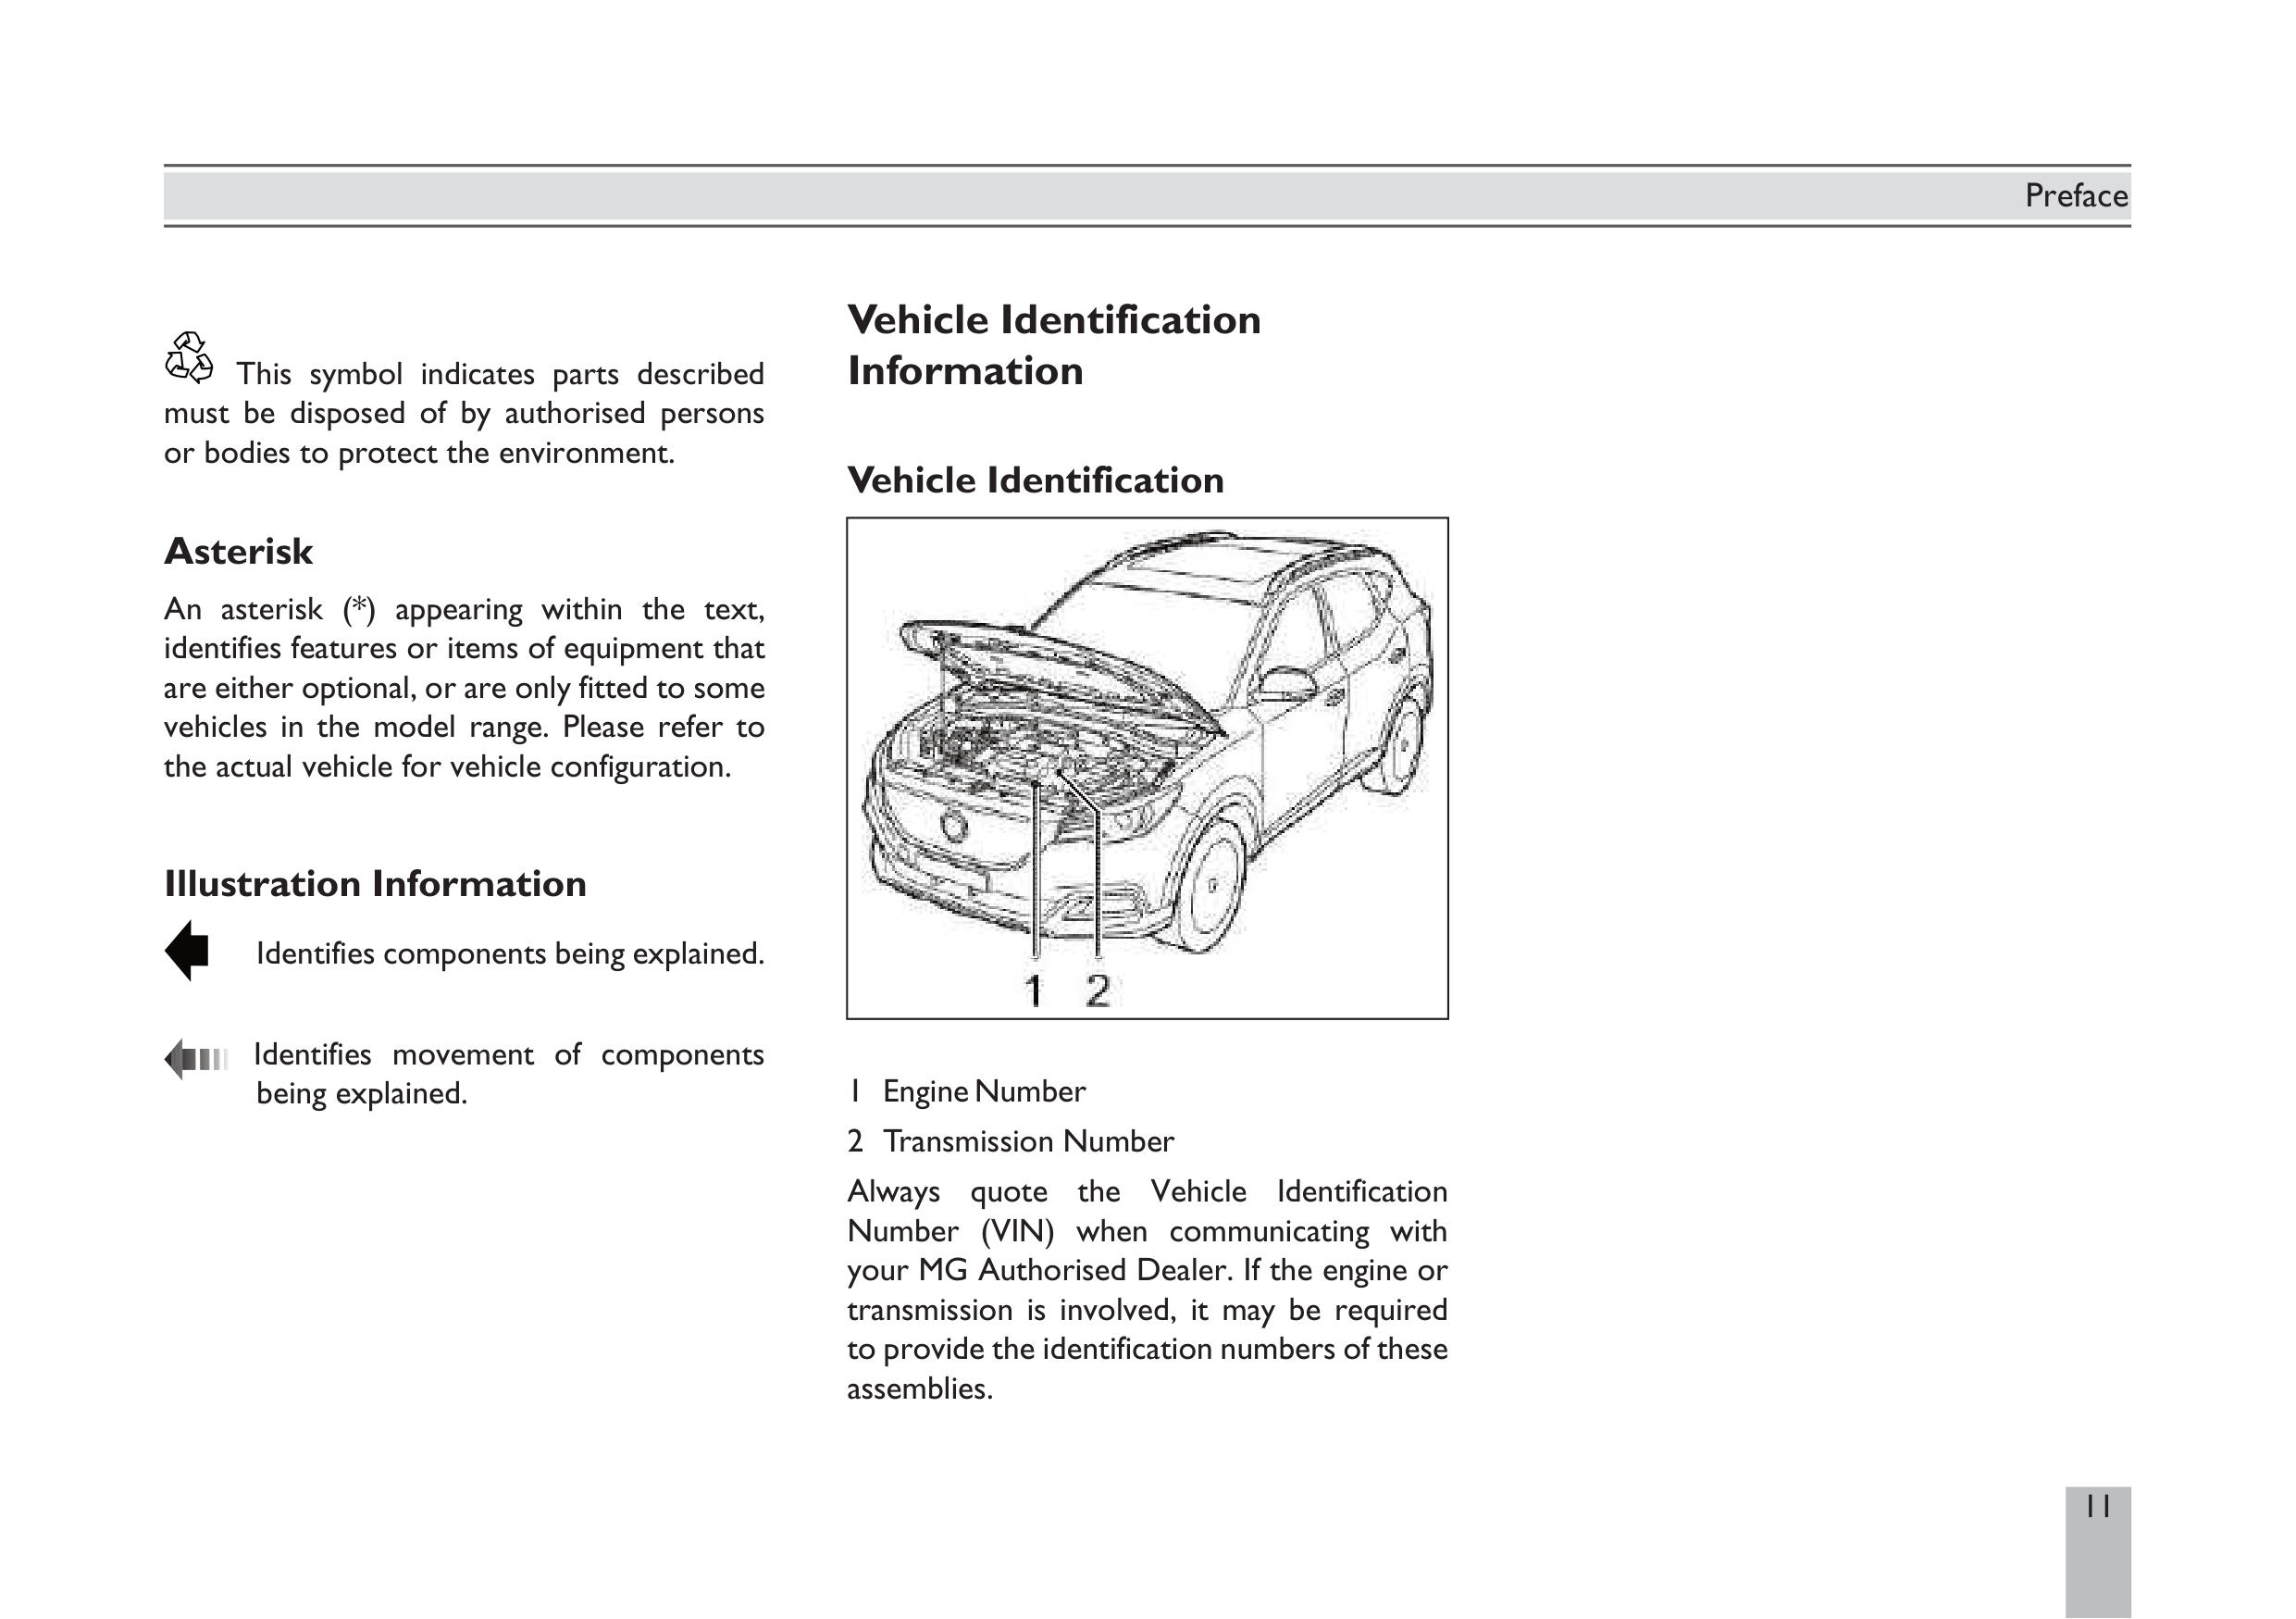 Preface
This symbol indicates parts described
must be disposed of by authorised persons
or bodies to protect the environment.
Asterisk
An asterisk (*) appearing within the text,
identifies features or items of equipment that
are either optional, or are only fitted to some
vehicles in the model range. Please refer to
the actual vehicle for vehicle configuration.
Illustration Information
Identifies components being explained.
Identifies movement of components
being explained.
Vehicle Identification
Information
Vehicle Identification
1 2
1 Engine Number
2 Transmission Number
Always quote the Vehicle Identification
Number (VIN) when communicating with
your MG Authorised Dealer. If the engine or
transmission is involved, it may be required
to provide the identification numbers of these
assemblies.
11